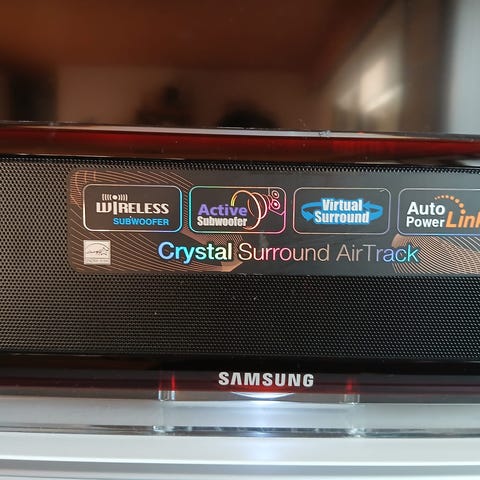 WiRELESS
SUBWOOFER
Active
Subwoofer
Virtual
Surround
Auto
Power Link
Crystal Surround AirTrack
SAMSUNG